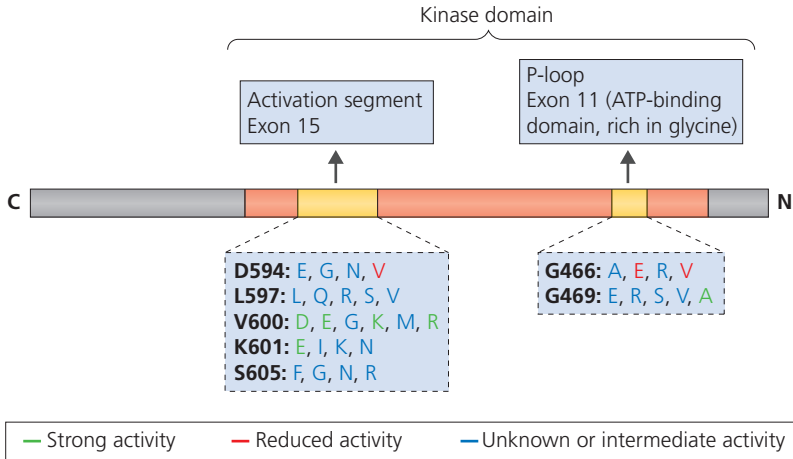 Kinase domain
Activation segment
Exon 15
P-loop
Exon 11 (ATP-binding
domain, rich in glycine)
C
N
D594: E, G, N, V
L597: L, Q, R, S, V
V600: D, E, G, K, M, R
K601: E, I, K, N
S605: F, G, N, R
G466: A, E, R, V
G469: E, R, S, V, A
Strong activity
Reduced activity
Unknown or intermediate activity